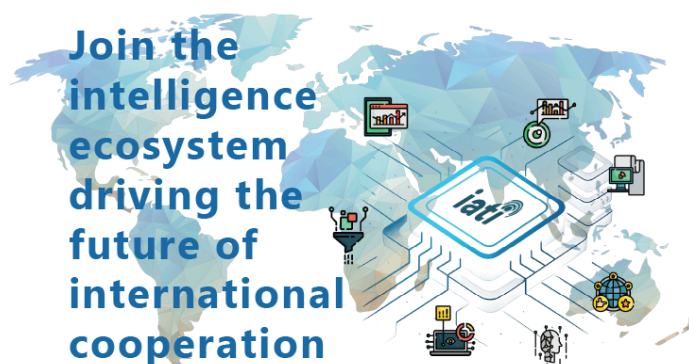 Join the
intelligence
ecosystem
driving the
future of
international
cooperation
iati